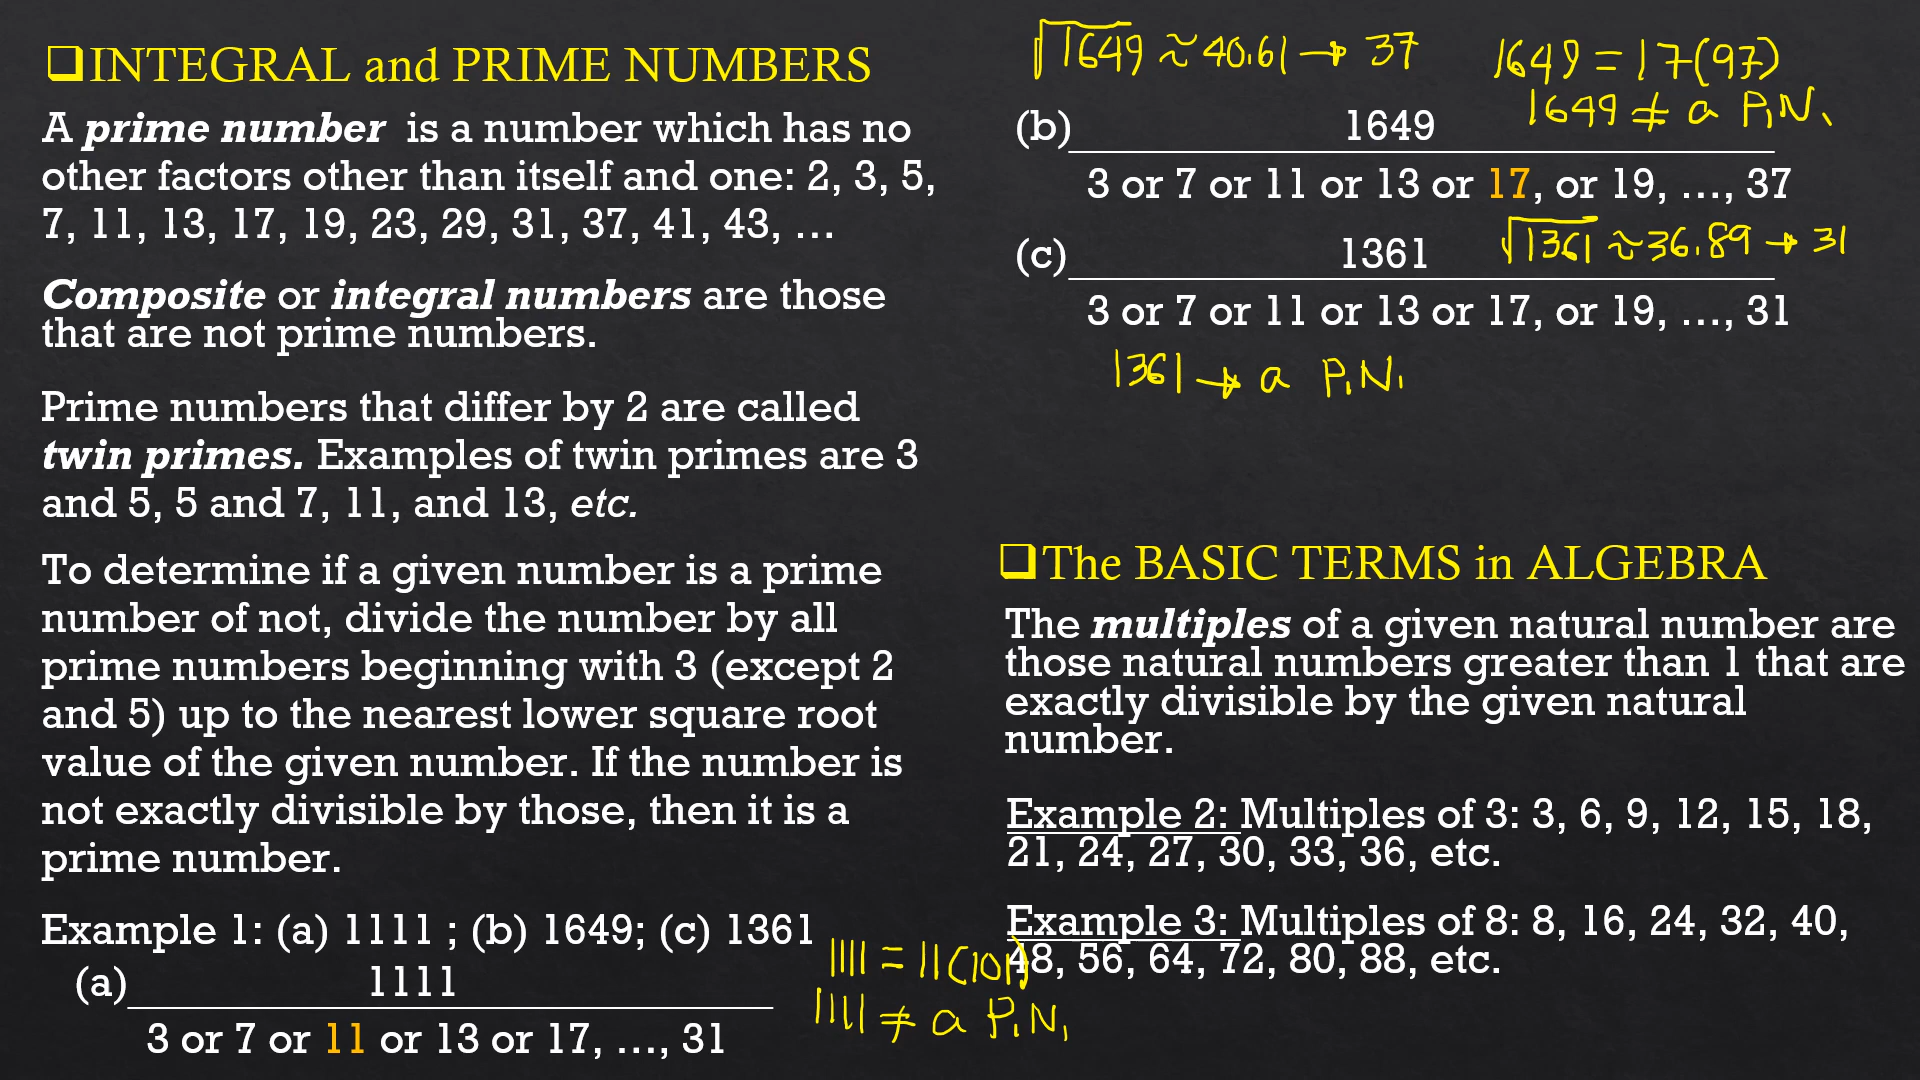 ❑INTEGRAL and PRIME NUMBERS
A prime number is a number which has no
other factors other than itself and one: 2, 3, 5,
7, 11, 13, 17, 19, 23, 29, 31, 37, 41, 43, …
Composite or integral numbers are those
that are not prime numbers.
Prime numbers that differ by 2 are called
twin primes. Examples of twin primes are 3
and 5, 5 and 7, 11, and 13, etc.
To determine if a given number is a prime
number of not, divide the number by all
prime numbers beginning with 3 (except 2
and 5) up to the nearest lower square root
value of the given number. If the number is
not exactly divisible by those, then it is a
prime number.
Example 1: (a) 1111 ; (b) 1649; (c) 1361
(a) 1111
3 or 7 or 11 or 13 or 17, …, 31
1111 = 11(101)
1111 ≠ a P.N.
√1649 ≈ 40.61 → 37
1649 = 17(97)
1649 ≠ a P.N.
(b) 1649
3 or 7 or 11 or 13 or 17, or 19, …, 37
√1361 ≈ 36.89 → 31
(c) 1361
3 or 7 or 11 or 13 or 17, or 19, …, 31
1361 → a P.N.
❑The BASIC TERMS in ALGEBRA
The multiples of a given natural number are
those natural numbers greater than 1 that are
exactly divisible by the given natural
number.
Example 2: Multiples of 3: 3, 6, 9, 12, 15, 18,
21, 24, 27, 30, 33, 36, etc.
Example 3: Multiples of 8: 8, 16, 24, 32, 40,
48, 56, 64, 72, 80, 88, etc.